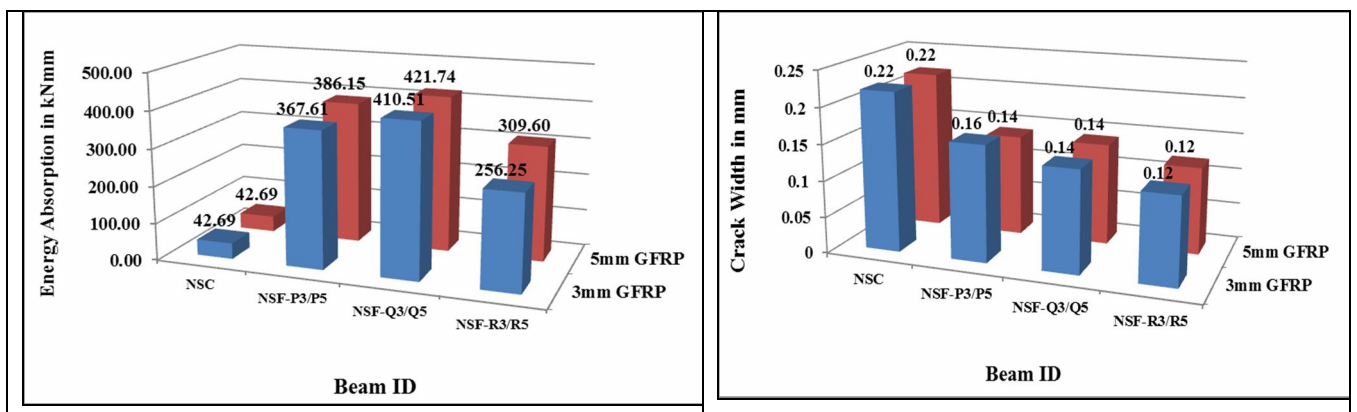 Energy Absorption in kNmm
500.00
400.00
300.00
200.00
100.00
0.00
42.69
367.61
410.51
256.25
42.69
386.15
421.74
309.60
NSC
NSF-P3/P5
NSF-Q3/Q5
NSF-R3/R5
5mm GFRP
3mm GFRP
Beam ID
Crack Width in mm
0.25
0.2
0.15
0.1
0.05
0
0.22
0.16
0.14
0.12
0.22
0.14
0.14
0.12
NSC
NSF-P3/P5
NSF-Q3/Q5
NSF-R3/R5
5mm GFRP
3mm GFRP
Beam ID